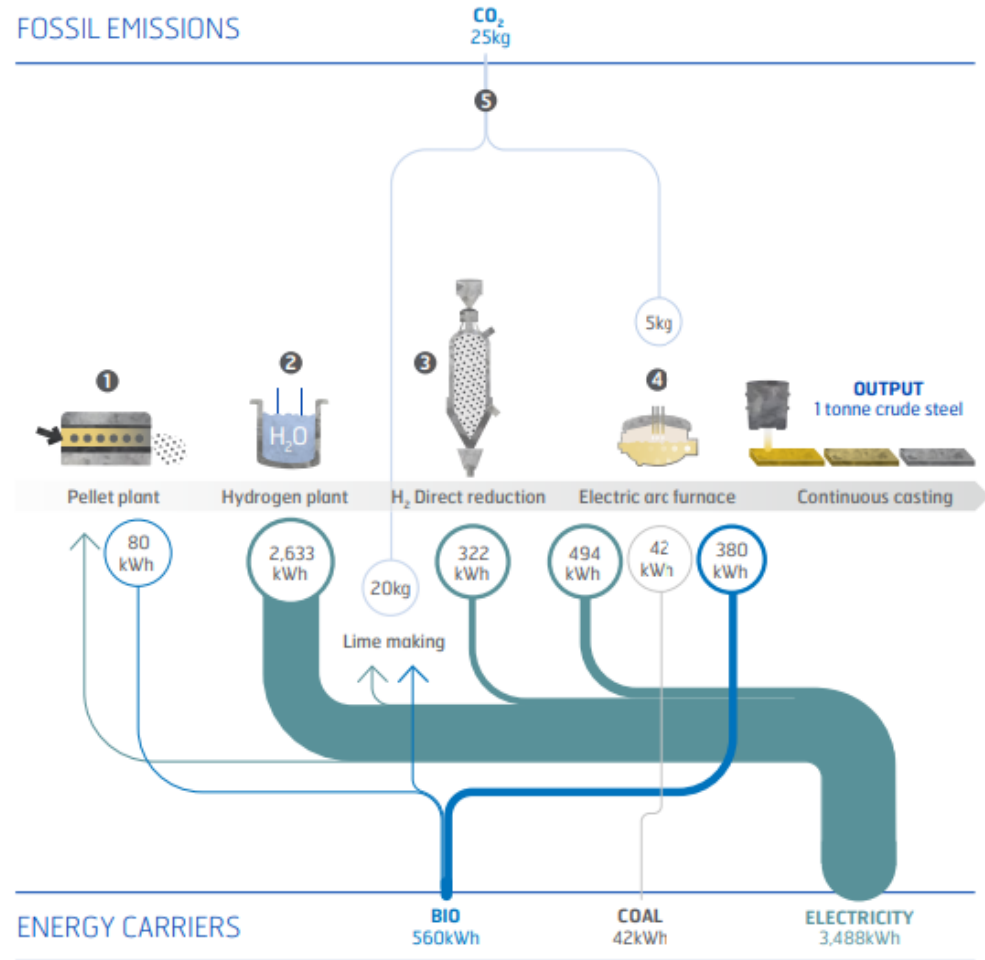 FOSSIL EMISSIONS
CO₂
25kg
5
5kg
1
2
3
4
H₂O
OUTPUT
1 tonne crude steel
Pellet plant
Hydrogen plant
H₂ Direct reduction
Electric arc furnace
Continuous casting
80
kWh
2,633
kWh
20kg
322
kWh
494
kWh
42
kWh
380
kWh
Lime making
ENERGY CARRIERS
BIO
560kWh
COAL
42kWh
ELECTRICITY
3,488kWh